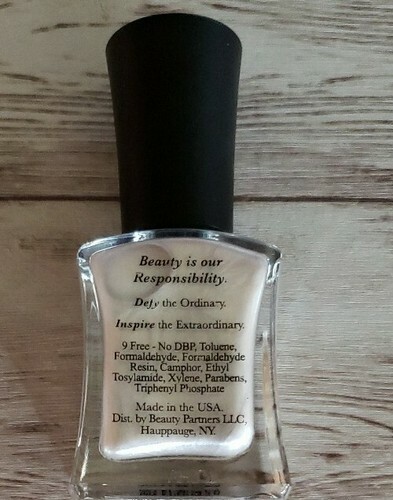 Beauty is our
Responsibility.
Defy the Ordinary.
Inspire the Extraordinary.
9 Free - No DBP, Toluene,
Formaldehyde, Formaldehyde
Resin, Camphor, Ethyl
Tosylamide, Xylene, Parabens,
Triphenyl Phosphate
Made in the USA.
Dist. by Beauty Partners LLC,
Hauppauge, NY.